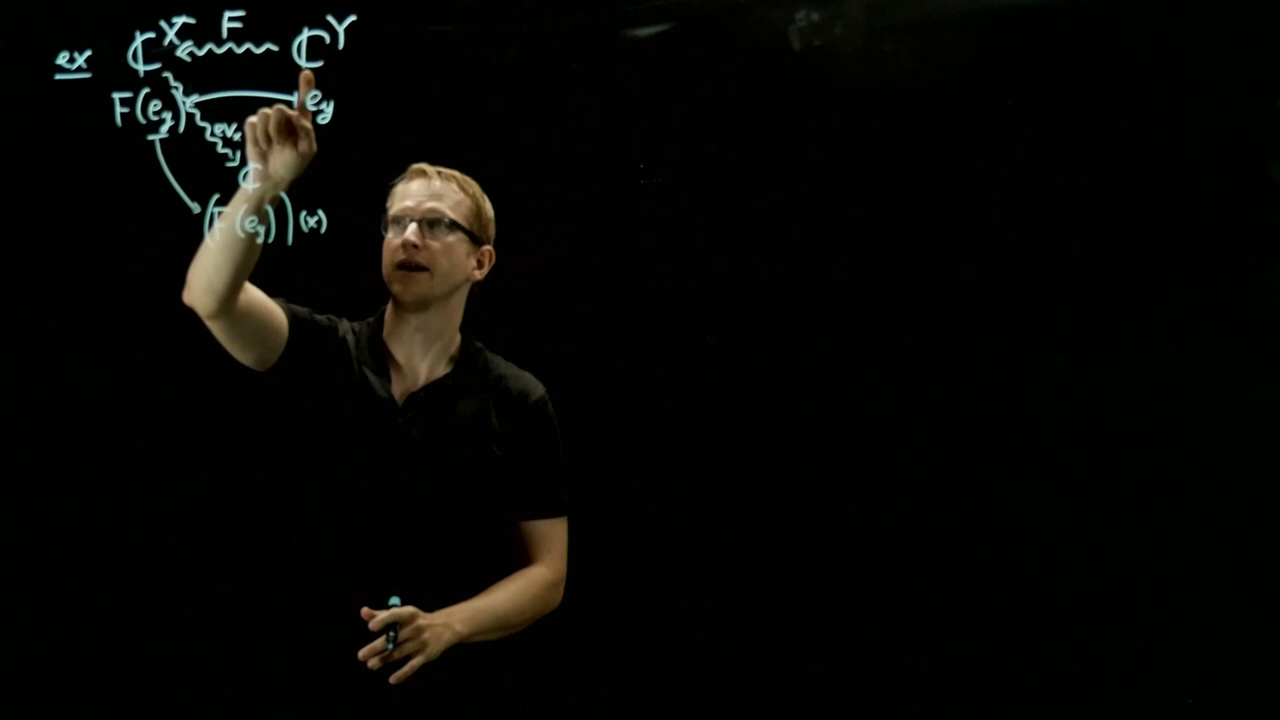 ex ℂ^X F ℂ^Y
F(e_y) e_y
ev_x
ℂ
(F(e_y))(x)